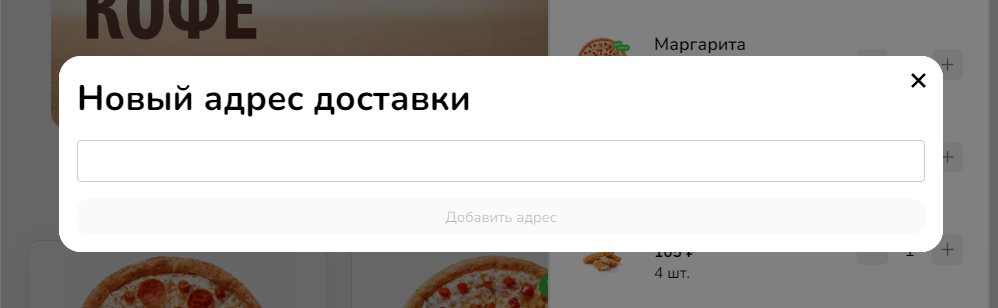 КОФЕ
Маргарита
Новый адрес доставки
Добавить адрес
4 шт.